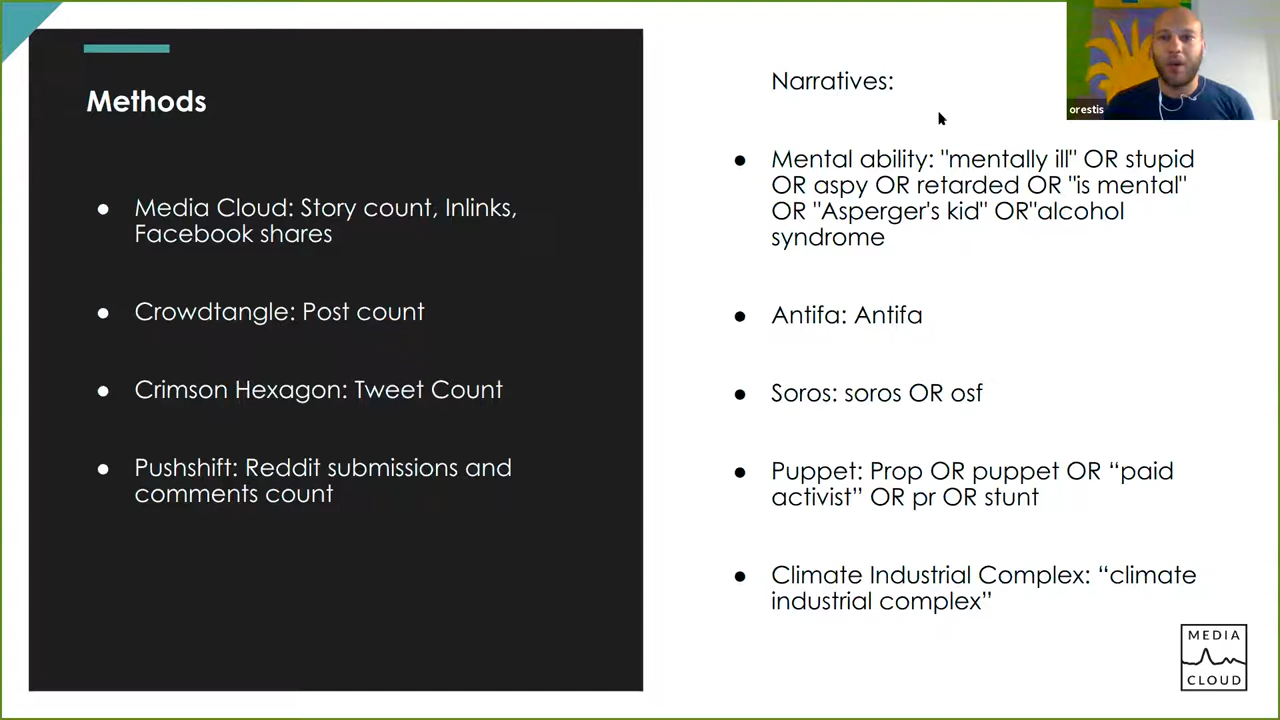 Methods
● Media Cloud: Story count, Inlinks,
Facebook shares
● Crowdtangle: Post count
● Crimson Hexagon: Tweet Count
● Pushshift: Reddit submissions and
comments count
Narratives:
● Mental ability: "mentally ill" OR stupid
OR aspy OR retarded OR "is mental"
OR "Asperger's kid" OR"alcohol
syndrome
● Antifa: Antifa
● Soros: soros OR osf
● Puppet: Prop OR puppet OR “paid
activist” OR pr OR stunt
● Climate Industrial Complex: “climate
industrial complex”
orestis
MEDIA
CLOUD